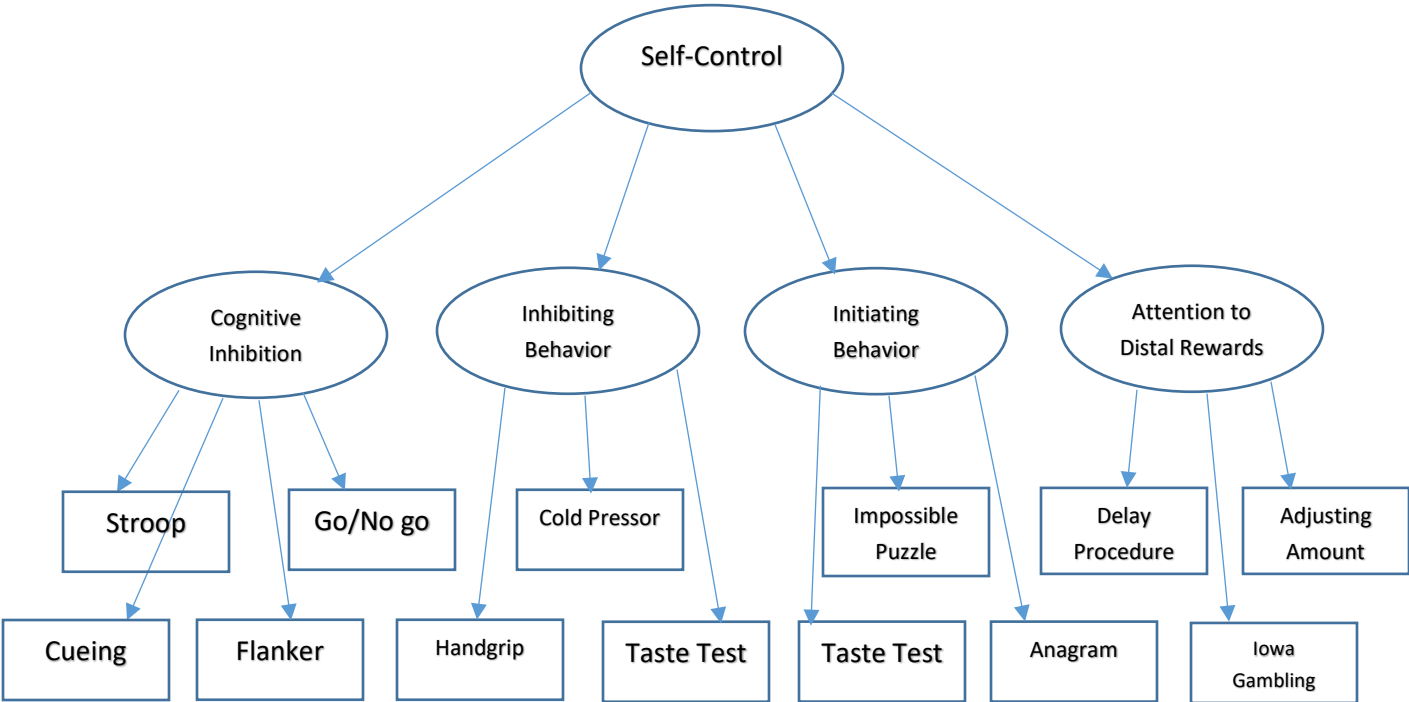 Self-Control
Cognitive
Inhibition
Inhibiting
Behavior
Initiating
Behavior
Attention to
Distal Rewards
Stroop
Go/No go
Cold Pressor
Impossible
Puzzle
Delay
Procedure
Adjusting
Amount
Cueing
Flanker
Handgrip
Taste Test
Taste Test
Anagram
Iowa
Gambling